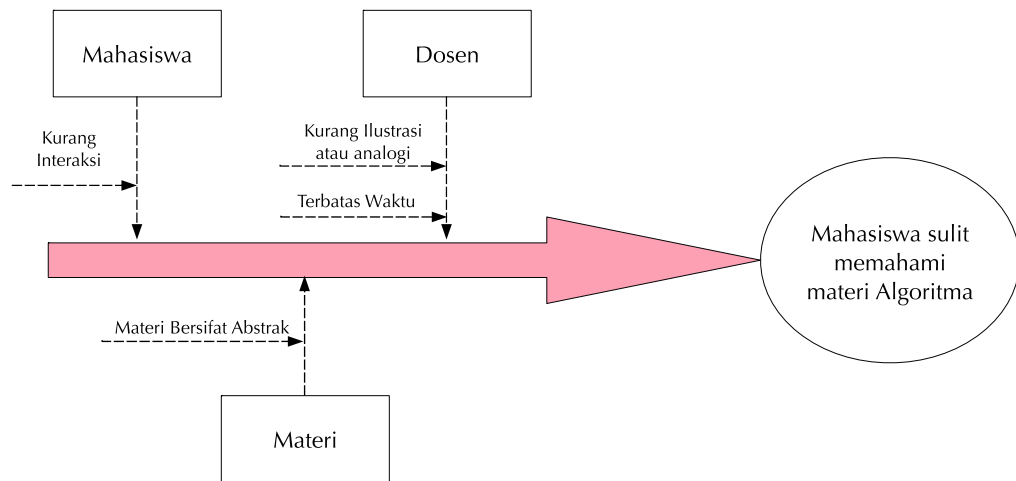 Mahasiswa
Dosen
Kurang
Interaksi
Kurang Ilustrasi
atau analogi
Terbatas Waktu
Mahasiswa sulit
memahami
materi Algoritma
Materi Bersifat Abstrak
Materi